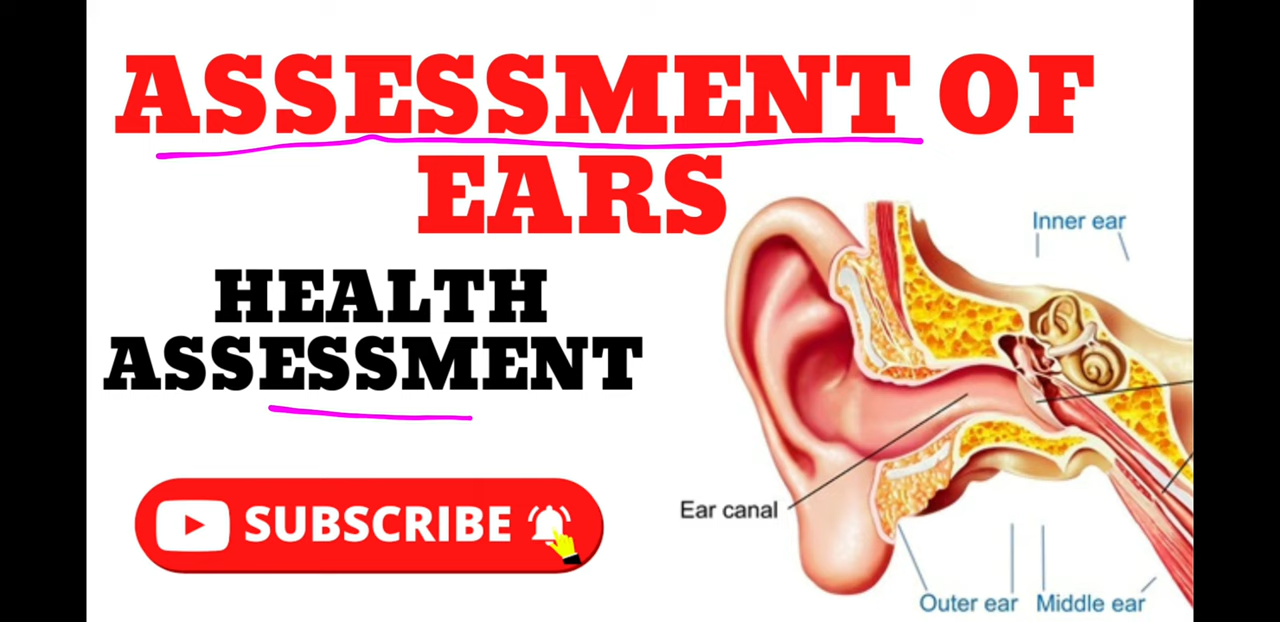 ASSESSMENT OF
EARS
HEALTH
ASSESSMENT
SUBSCRIBE
Inner ear
Ear canal
Outer ear
Middle ear